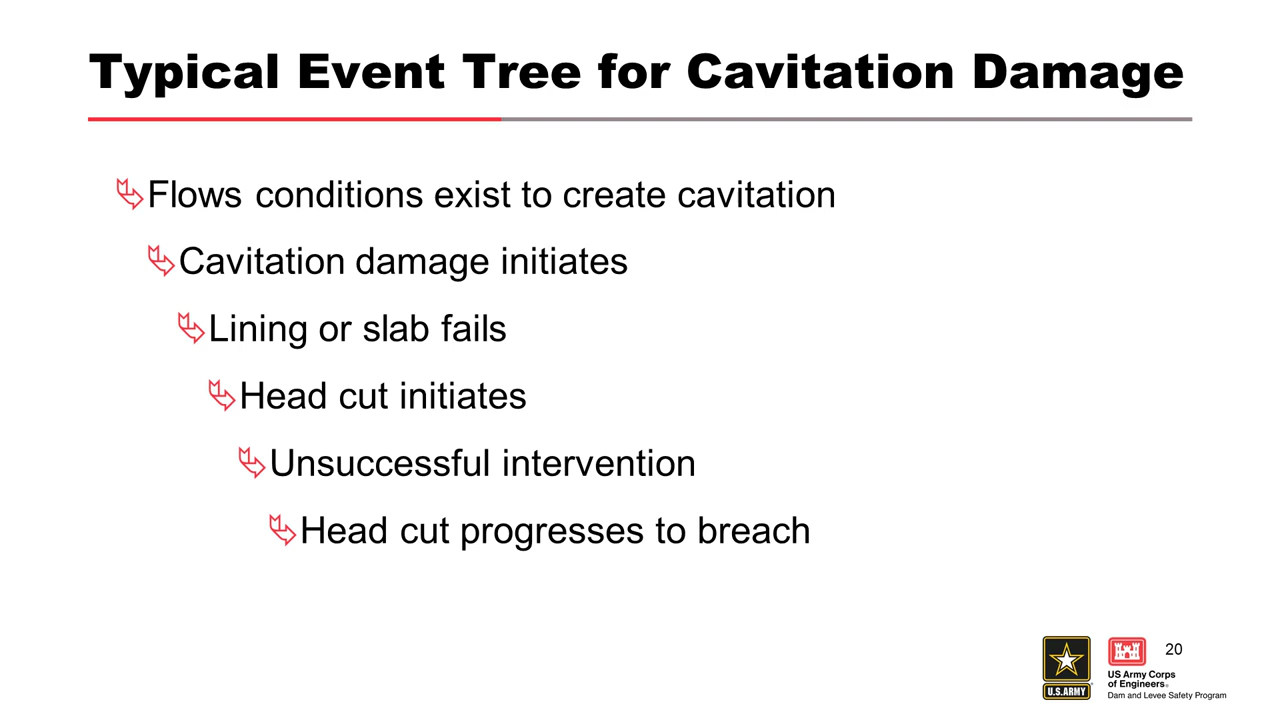 Typical Event Tree for Cavitation Damage
Flows conditions exist to create cavitation
Cavitation damage initiates
Lining or slab fails
Head cut initiates
Unsuccessful intervention
Head cut progresses to breach
20
U.S.ARMY
US Army Corps
of Engineers®
Dam and Levee Safety Program